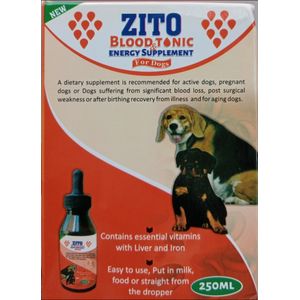 NEW
ZITO
BLOOD TONIC
ENERGY SUPPLEMENT
For Dogs
A dietary supplement is recommended for active dogs, pregnant
dogs or Dogs suffering from significant blood loss, post surgical
weakness or after birthing recovery from illness and for aging dogs.
ZITO
Contains essential vitamins
with Liver and Iron
Easy to use, Put in milk,
food or straight from
the dropper
250ML